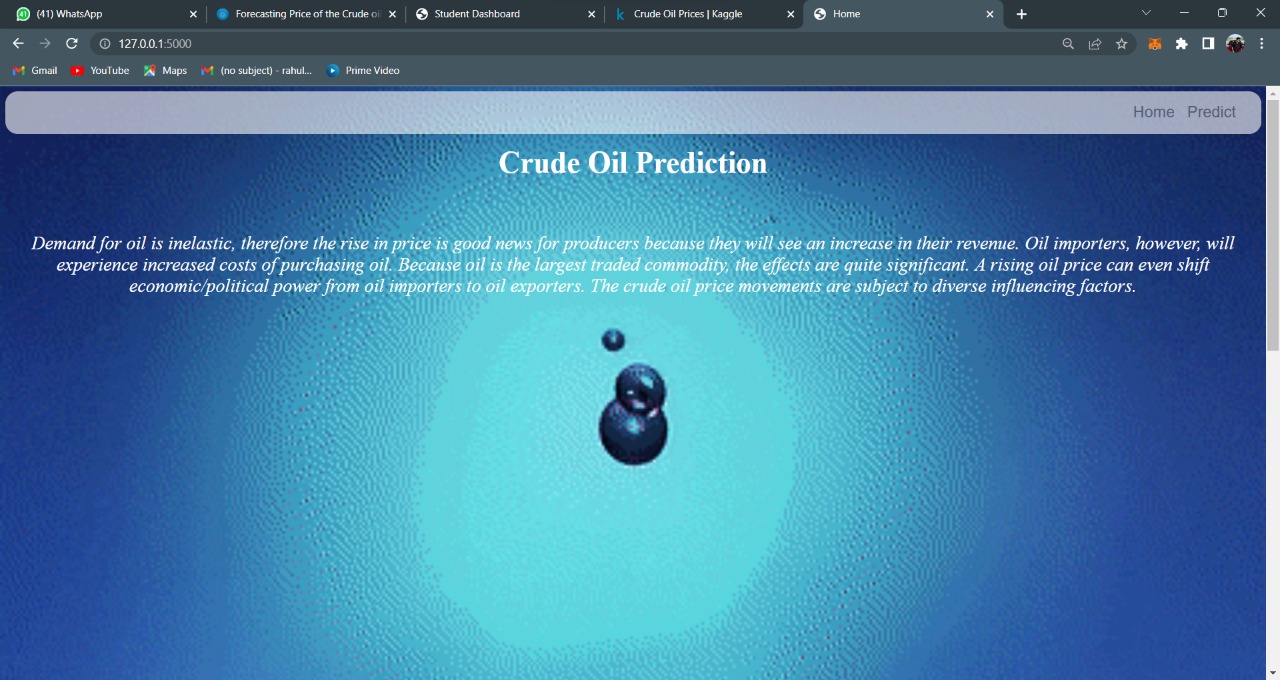 (41) WhatsApp
Forecasting Price of the Crude oi
Student Dashboard
Crude Oil Prices | Kaggle
Home
127.0.0.1:5000
Gmail
YouTube
Maps
(no subject) - rahul...
Prime Video
Home Predict
Crude Oil Prediction
Demand for oil is inelastic, therefore the rise in price is good news for producers because they will see an increase in their revenue. Oil importers, however, will
experience increased costs of purchasing oil. Because oil is the largest traded commodity, the effects are quite significant. A rising oil price can even shift
economic/political power from oil importers to oil exporters. The crude oil price movements are subject to diverse influencing factors.